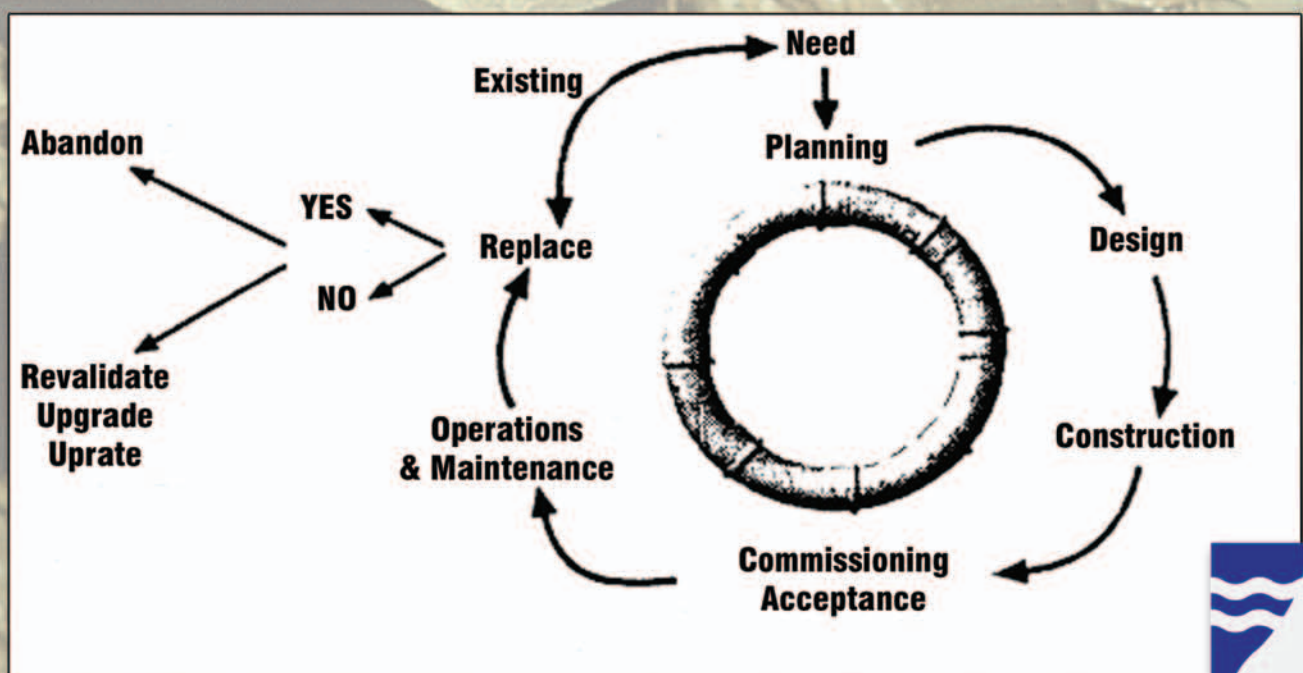 Need
Existing
Planning
Abandon
YES
Replace
Design
NO
Revalidate
Upgrade
Uprate
Operations
& Maintenance
Construction
Commissioning
Acceptance